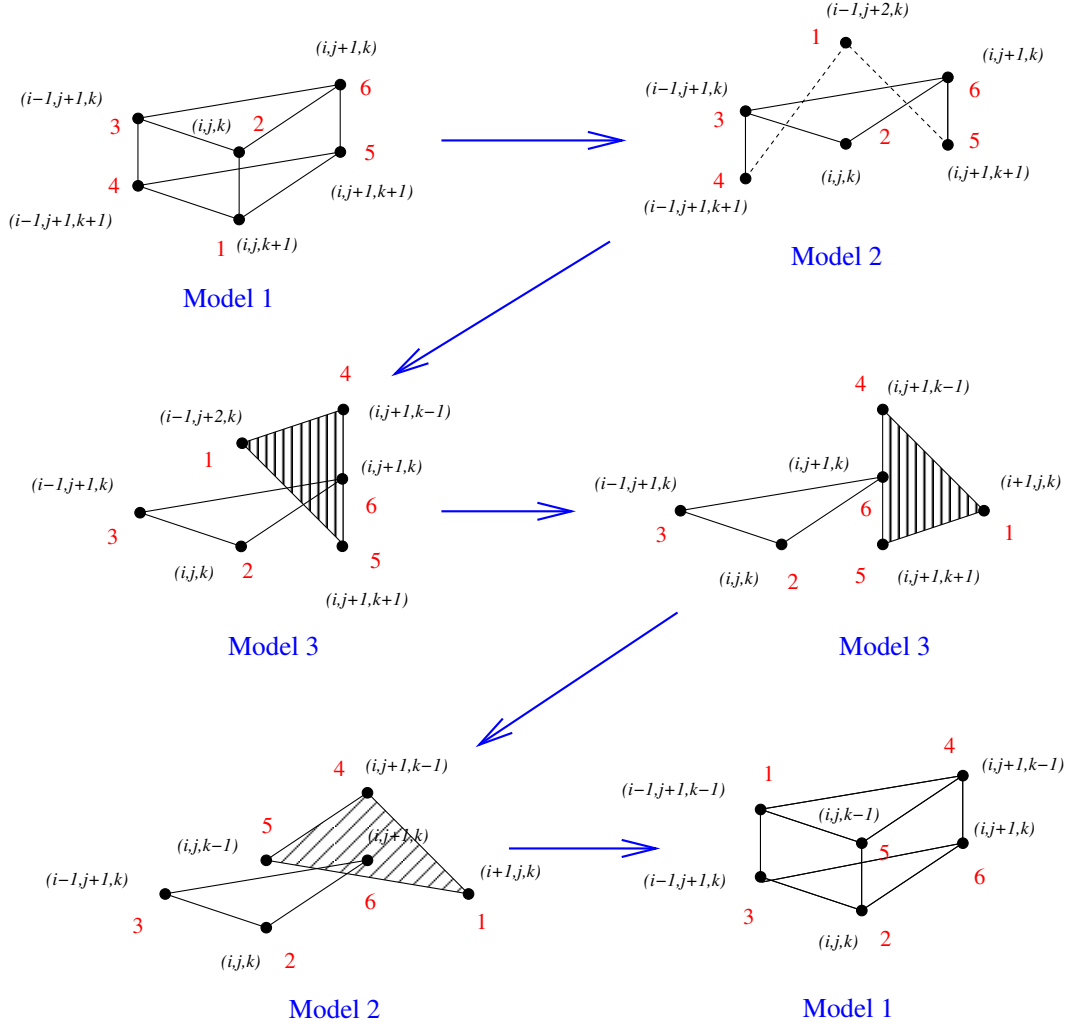 (i,j+1,k)
6
(i−1,j+1,k)
3
(i,j,k)
2
5
4
(i,j+1,k+1)
(i−1,j+1,k+1)
1
(i,j,k+1)
Model 1
(i−1,j+2,k)
1
(i,j+1,k)
6
(i−1,j+1,k)
3
2
5
4
(i,j,k)
(i,j+1,k+1)
(i−1,j+1,k+1)
Model 2
4
(i−1,j+2,k)
(i,j+1,k−1)
1
(i,j+1,k)
(i−1,j+1,k)
6
3
5
(i,j,k)
2
(i,j+1,k+1)
Model 3
4
(i,j+1,k−1)
(i,j+1,k)
(i−1,j+1,k)
(i+1,j,k)
6
3
1
(i,j,k)
2
5
(i,j+1,k+1)
Model 3
4
(i,j+1,k−1)
5
(i,j,k−1)
(i,j+1,k)
(i−1,j+1,k)
(i+1,j,k)
6
3
1
(i,j,k)
2
Model 2
4
1
(i,j+1,k−1)
(i−1,j+1,k−1)
(i,j,k−1)
(i,j+1,k)
5
(i−1,j+1,k)
6
3
(i,j,k)
2
Model 1